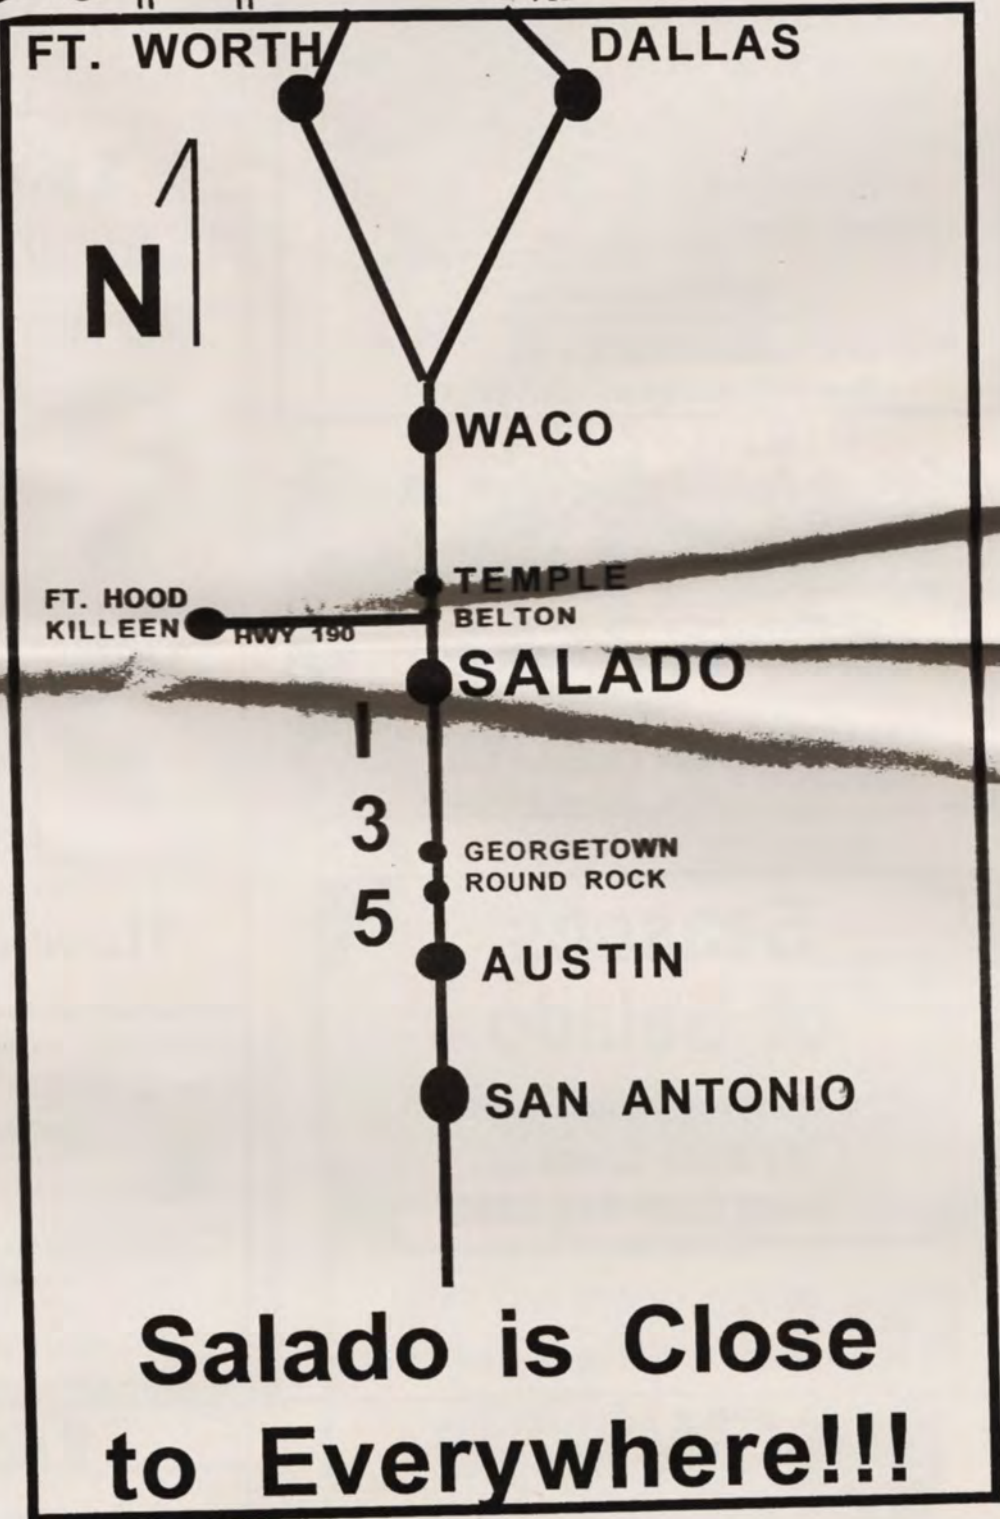 FT. WORTH
DALLAS
N
WACO
TEMPLE
FT. HOOD
BELTON
KILLEEN
HWY 190
SALADO
I
3
GEORGETOWN
ROUND ROCK
5
AUSTIN
SAN ANTONIO
Salado is Close
to Everywhere!!!